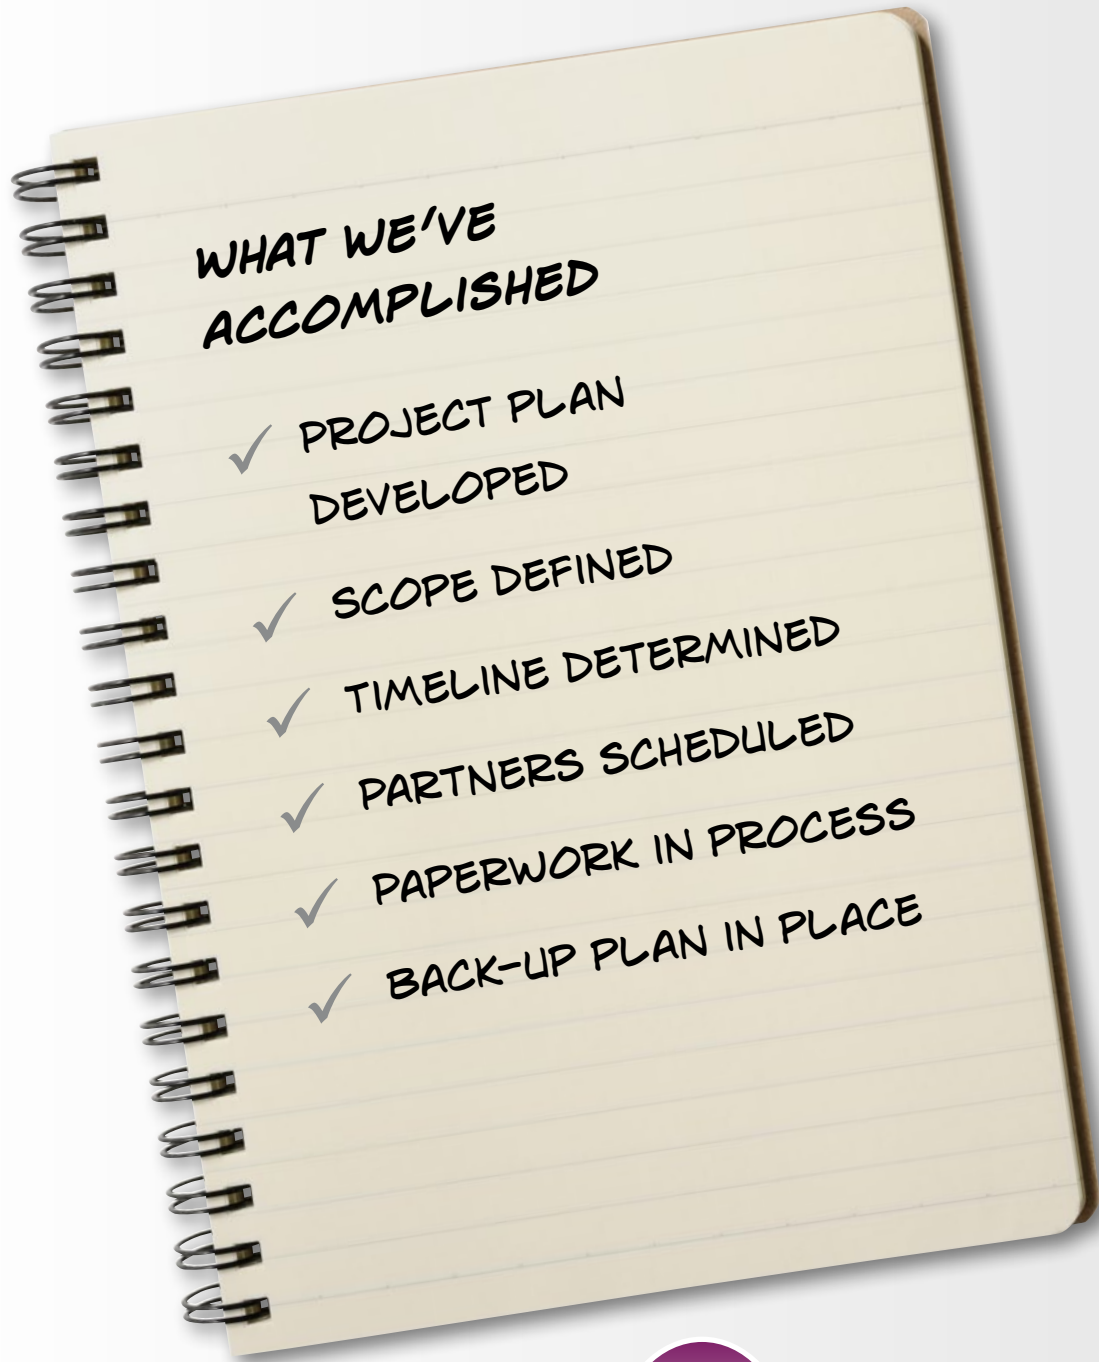 WHAT WE'VE
ACCOMPLISHED
PROJECT PLAN
DEVELOPED
SCOPE DEFINED
TIMELINE DETERMINED
PARTNERS SCHEDULED
PAPERWORK IN PROCESS
BACK-UP PLAN IN PLACE